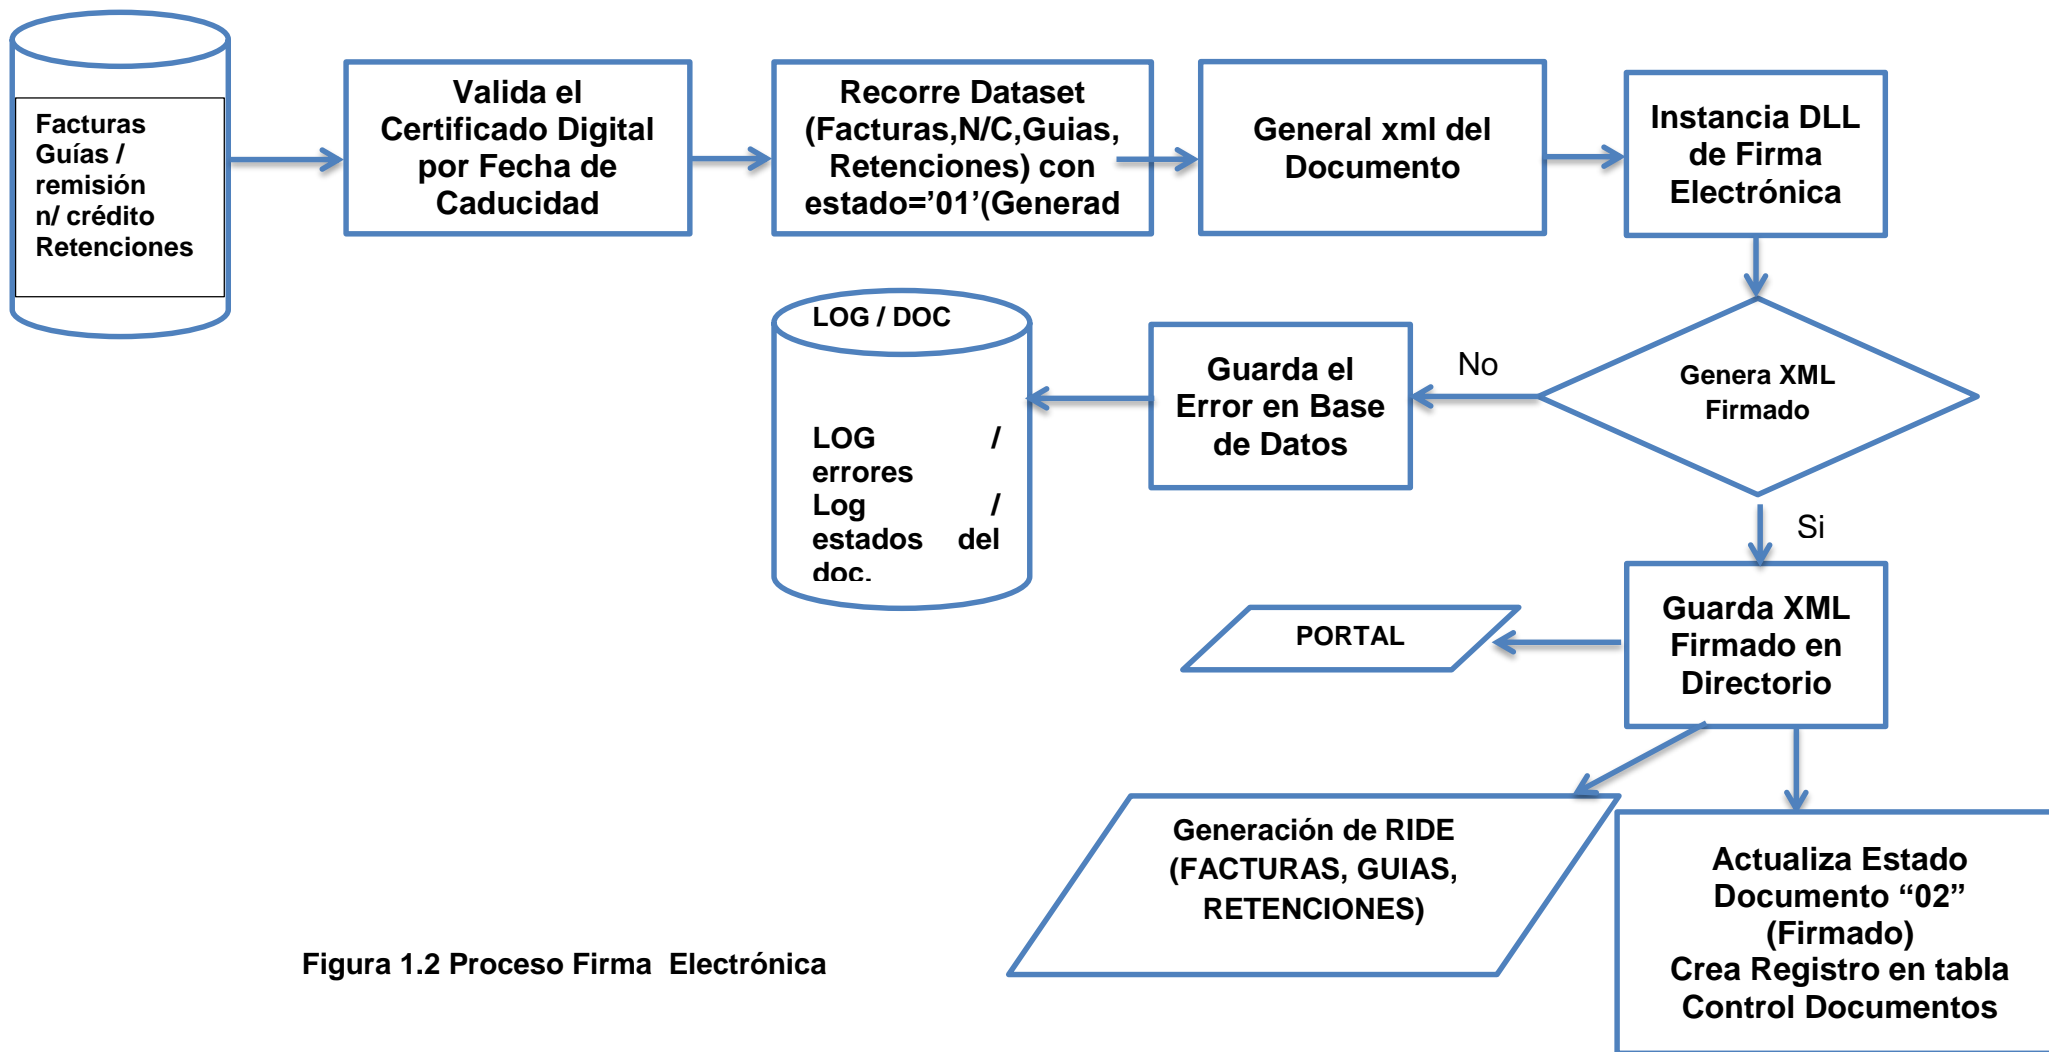 Facturas
Guías /
remisión
n/ crédito
Retenciones
Valida el
Certificado Digital
por Fecha de
Caducidad
Recorre Dataset
(Facturas,N/C,Guias,
Retenciones) con
estado=’01’(Generad
General xml del
Documento
Instancia DLL
de Firma
Electrónica
Genera XML
Firmado
No
Guarda el
Error en Base
de Datos
LOG / DOC
LOG /
errores
Log /
estados del
doc.
Si
Guarda XML
Firmado en
Directorio
PORTAL
Generación de RIDE
(FACTURAS, GUIAS,
RETENCIONES)
Actualiza Estado
Documento “02”
(Firmado)
Crea Registro en tabla
Control Documentos
Figura 1.2 Proceso Firma Electrónica